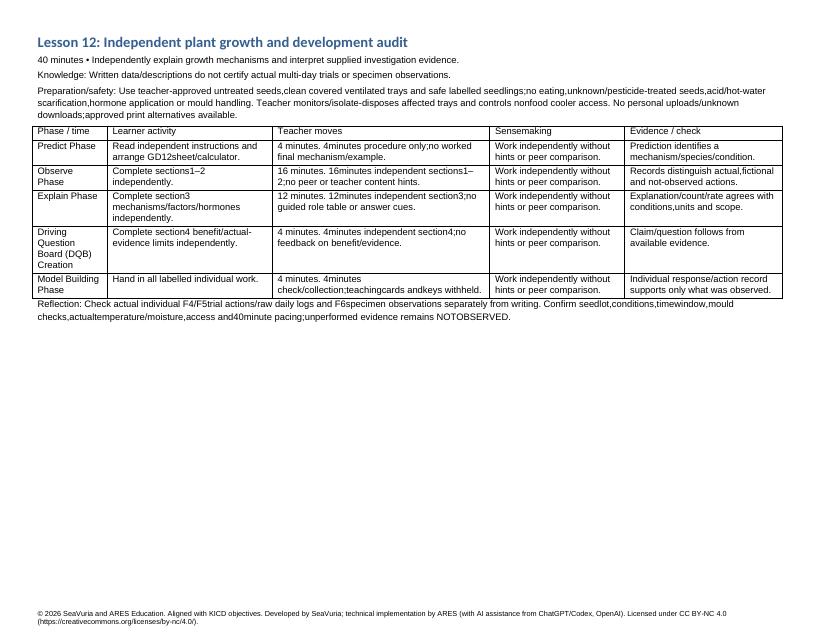 Lesson 12: Independent plant growth and development audit
40 minutes • Independently explain growth mechanisms and interpret supplied investigation evidence.
Knowledge: Written data/descriptions do not certify actual multi-day trials or specimen observations.
Preparation/safety: Use teacher-approved untreated seeds,clean covered ventilated trays and safe labelled seedlings;no eating,unknown/pesticide-treated seeds,acid/hot-water
scarification,hormone application or mould handling. Teacher monitors/isolate-disposes affected trays and controls nonfood cooler access. No personal uploads/unknown
downloads;approved print alternatives available.
Phase / time
Learner activity
Teacher moves
Sensemaking
Evidence / check
Predict Phase
Read independent instructions and
arrange GD12sheet/calculator.
4 minutes. 4minutes procedure only;no worked
final mechanism/example.
Work independently without
hints or peer comparison.
Prediction identifies a
mechanism/species/condition.
Observe
Phase
Complete sections1–2
independently.
16 minutes. 16minutes independent sections1–
2;no peer or teacher content hints.
Work independently without
hints or peer comparison.
Records distinguish actual,fictional
and not-observed actions.
Explain Phase
Complete section3
mechanisms/factors/hormones
independently.
12 minutes. 12minutes independent section3;no
guided role table or answer cues.
Work independently without
hints or peer comparison.
Explanation/count/rate agrees with
conditions,units and scope.
Driving
Question
Board (DQB)
Creation
Complete section4 benefit/actual-
evidence limits independently.
4 minutes. 4minutes independent section4;no
feedback on benefit/evidence.
Work independently without
hints or peer comparison.
Claim/question follows from
available evidence.
Model Building
Phase
Hand in all labelled individual work.
4 minutes. 4minutes
check/collection;teachingcards andkeys withheld.
Work independently without
hints or peer comparison.
Individual response/action record
supports only what was observed.
Reflection: Check actual individual F4/F5trial actions/raw daily logs and F6specimen observations separately from writing. Confirm seedlot,conditions,timewindow,mould
checks,actualtemperature/moisture,access and40minute pacing;unperformed evidence remains NOTOBSERVED.
© 2026 SeaVuria and ARES Education. Aligned with KICD objectives. Developed by SeaVuria; technical implementation by ARES (with AI assistance from ChatGPT/Codex, OpenAI). Licensed under CC BY-NC 4.0
(https://creativecommons.org/licenses/by-nc/4.0/).